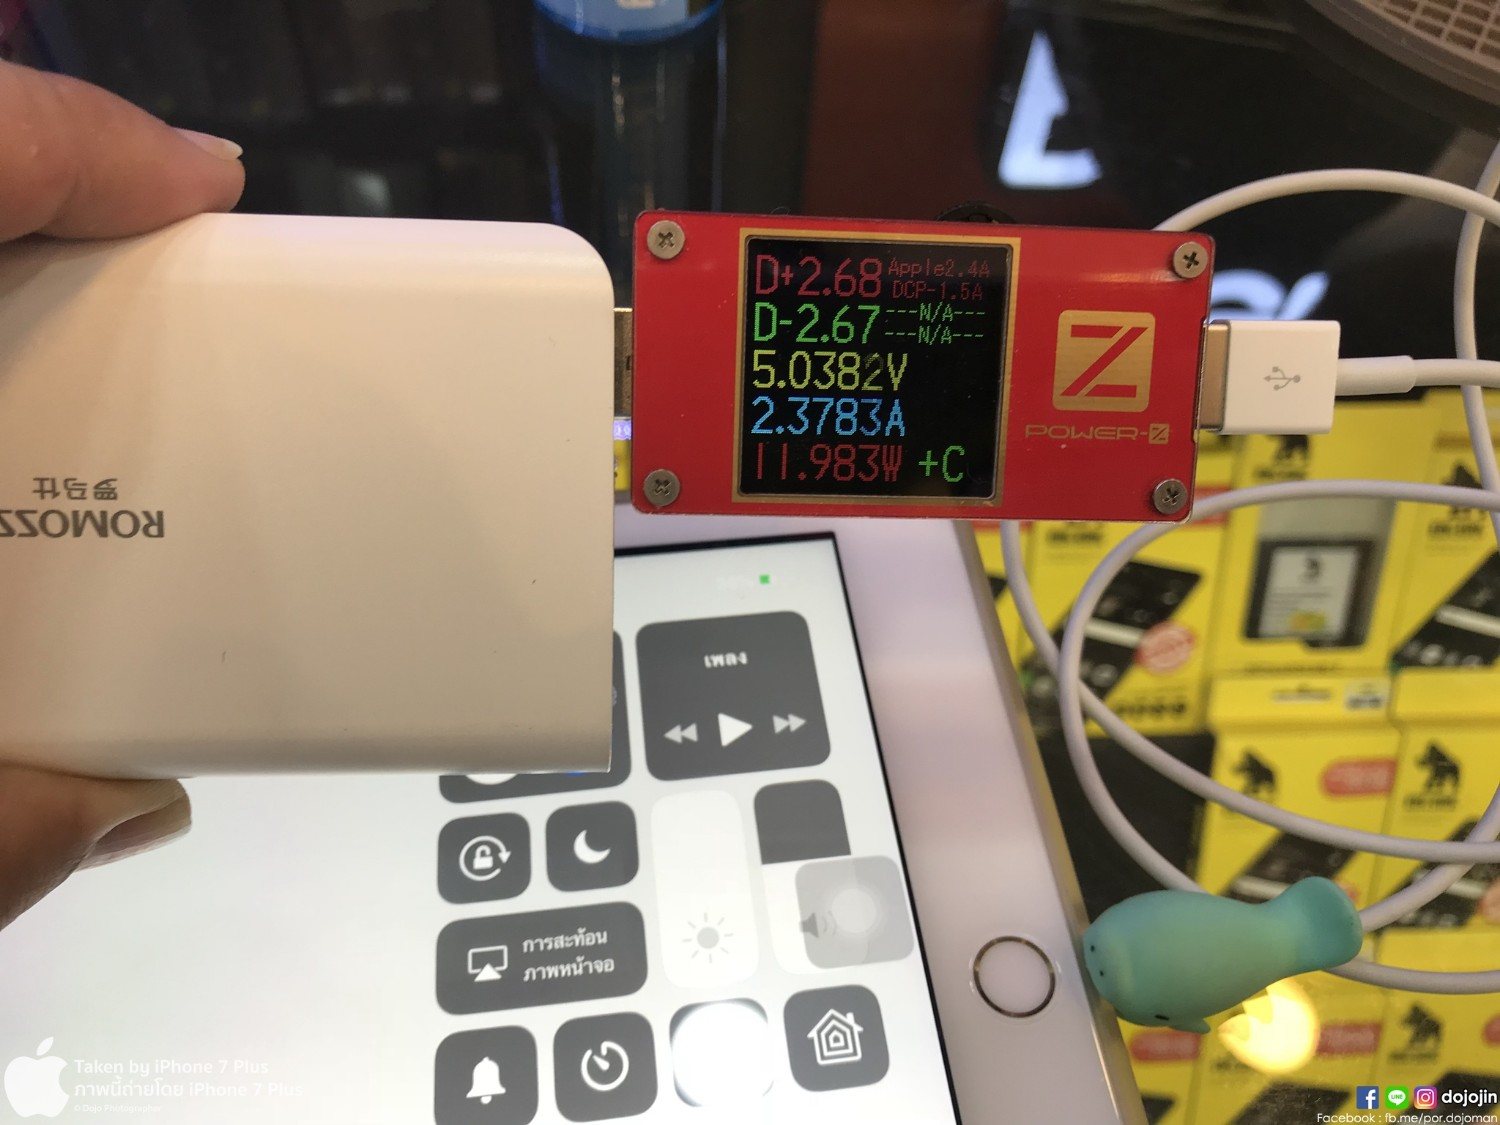 D+2.68 Apple2.4A
DCP-1.5A
D-2.67 ---N/A---
---N/A---
5.0382V
2.3783A
11.983W +C
Z
POWER-Z
罗马仕
ROMOSS
เพลง
การสะท้อน
ภาพหน้าจอ
Taken by iPhone 7 Plus
ภาพนี้ถ่ายโดย iPhone 7 Plus
© Dojo Photographer
LINE
dojojin
Facebook : fb.me/por.dojoman